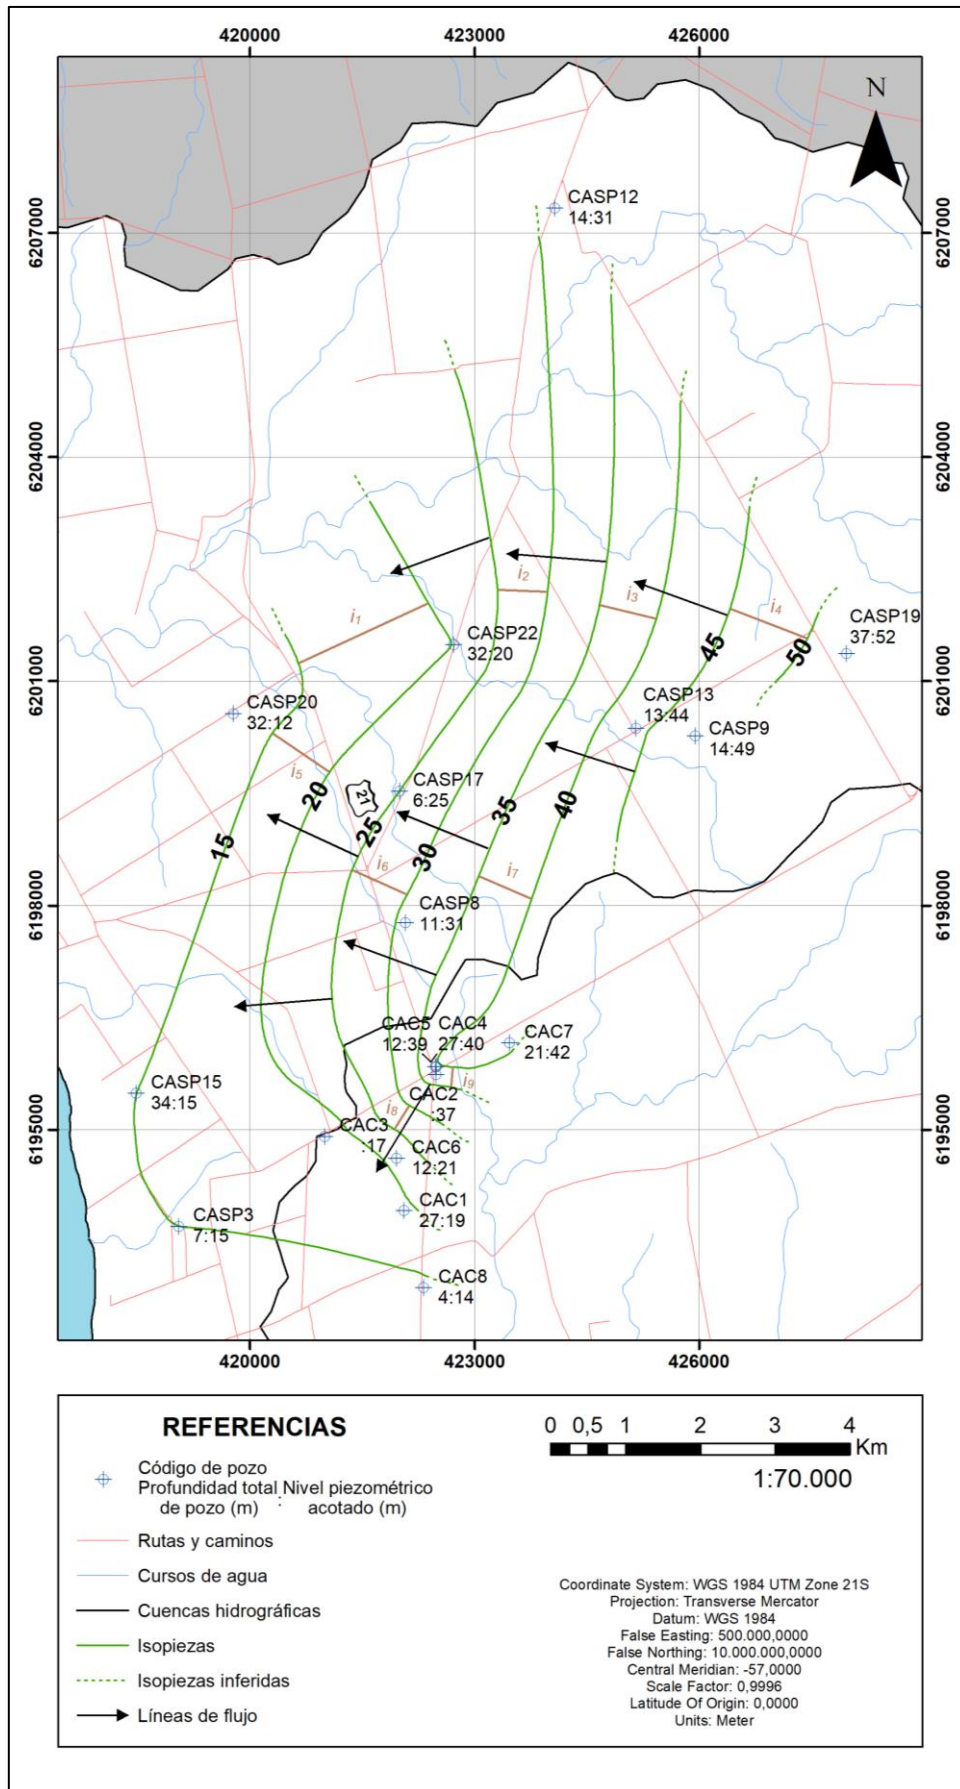 420000
423000
426000
N
CASP12
14:31
6207000
6207000
6204000
6204000
i2
i3
i1
i4
CASP22
32:20
CASP19
37:52
45
50
6201000
6201000
CASP20
32:12
CASP13
13:44
CASP9
14:49
i5
CASP17
6:25
20
21
35
40
15
25
30
i6
i7
6198000
6198000
CASP8
11:31
CAC5
12:39
CAC4
27:40
CAC7
21:42
i9
CASP15
34:15
CAC2
:37
i8
6195000
6195000
CAC3
:17
CAC6
12:21
CAC1
27:19
CASP3
7:15
CAC8
4:14
420000
423000
426000
REFERENCIAS
Código de pozo
Profundidad total : Nivel piezométrico
de pozo (m) acotado (m)
Rutas y caminos
Cursos de agua
Cuencas hidrográficas
Isopiezas
Isopiezas inferidas
Líneas de flujo
0 0,5 1 2 3 4
Km
1:70.000
Coordinate System: WGS 1984 UTM Zone 21S
Projection: Transverse Mercator
Datum: WGS 1984
False Easting: 500.000,0000
False Northing: 10.000.000,0000
Central Meridian: -57,0000
Scale Factor: 0,9996
Latitude Of Origin: 0,0000
Units: Meter